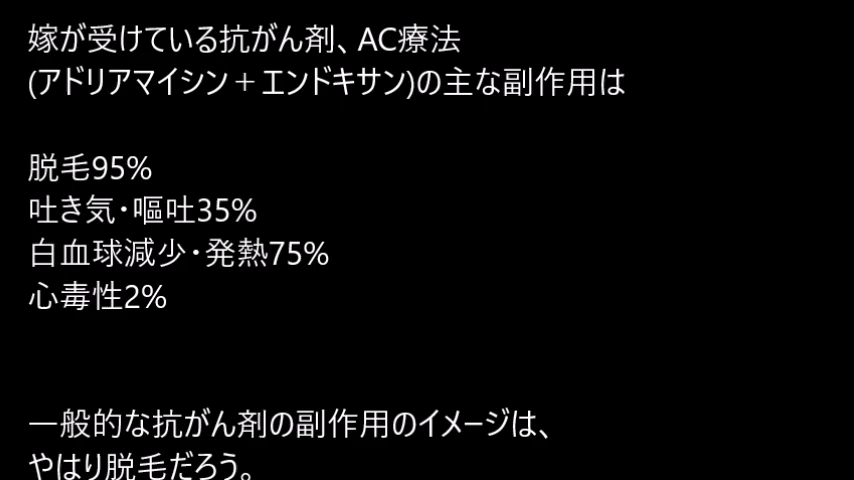 嫁が受けている抗がん剤、AC療法
(アドリアマイシン＋エンドキサン)の主な副作用は
脱毛95%
吐き気・嘔吐35%
白血球減少・発熱75%
心毒性2%
一般的な抗がん剤の副作用のイメージは、
やはり脱毛だろう。